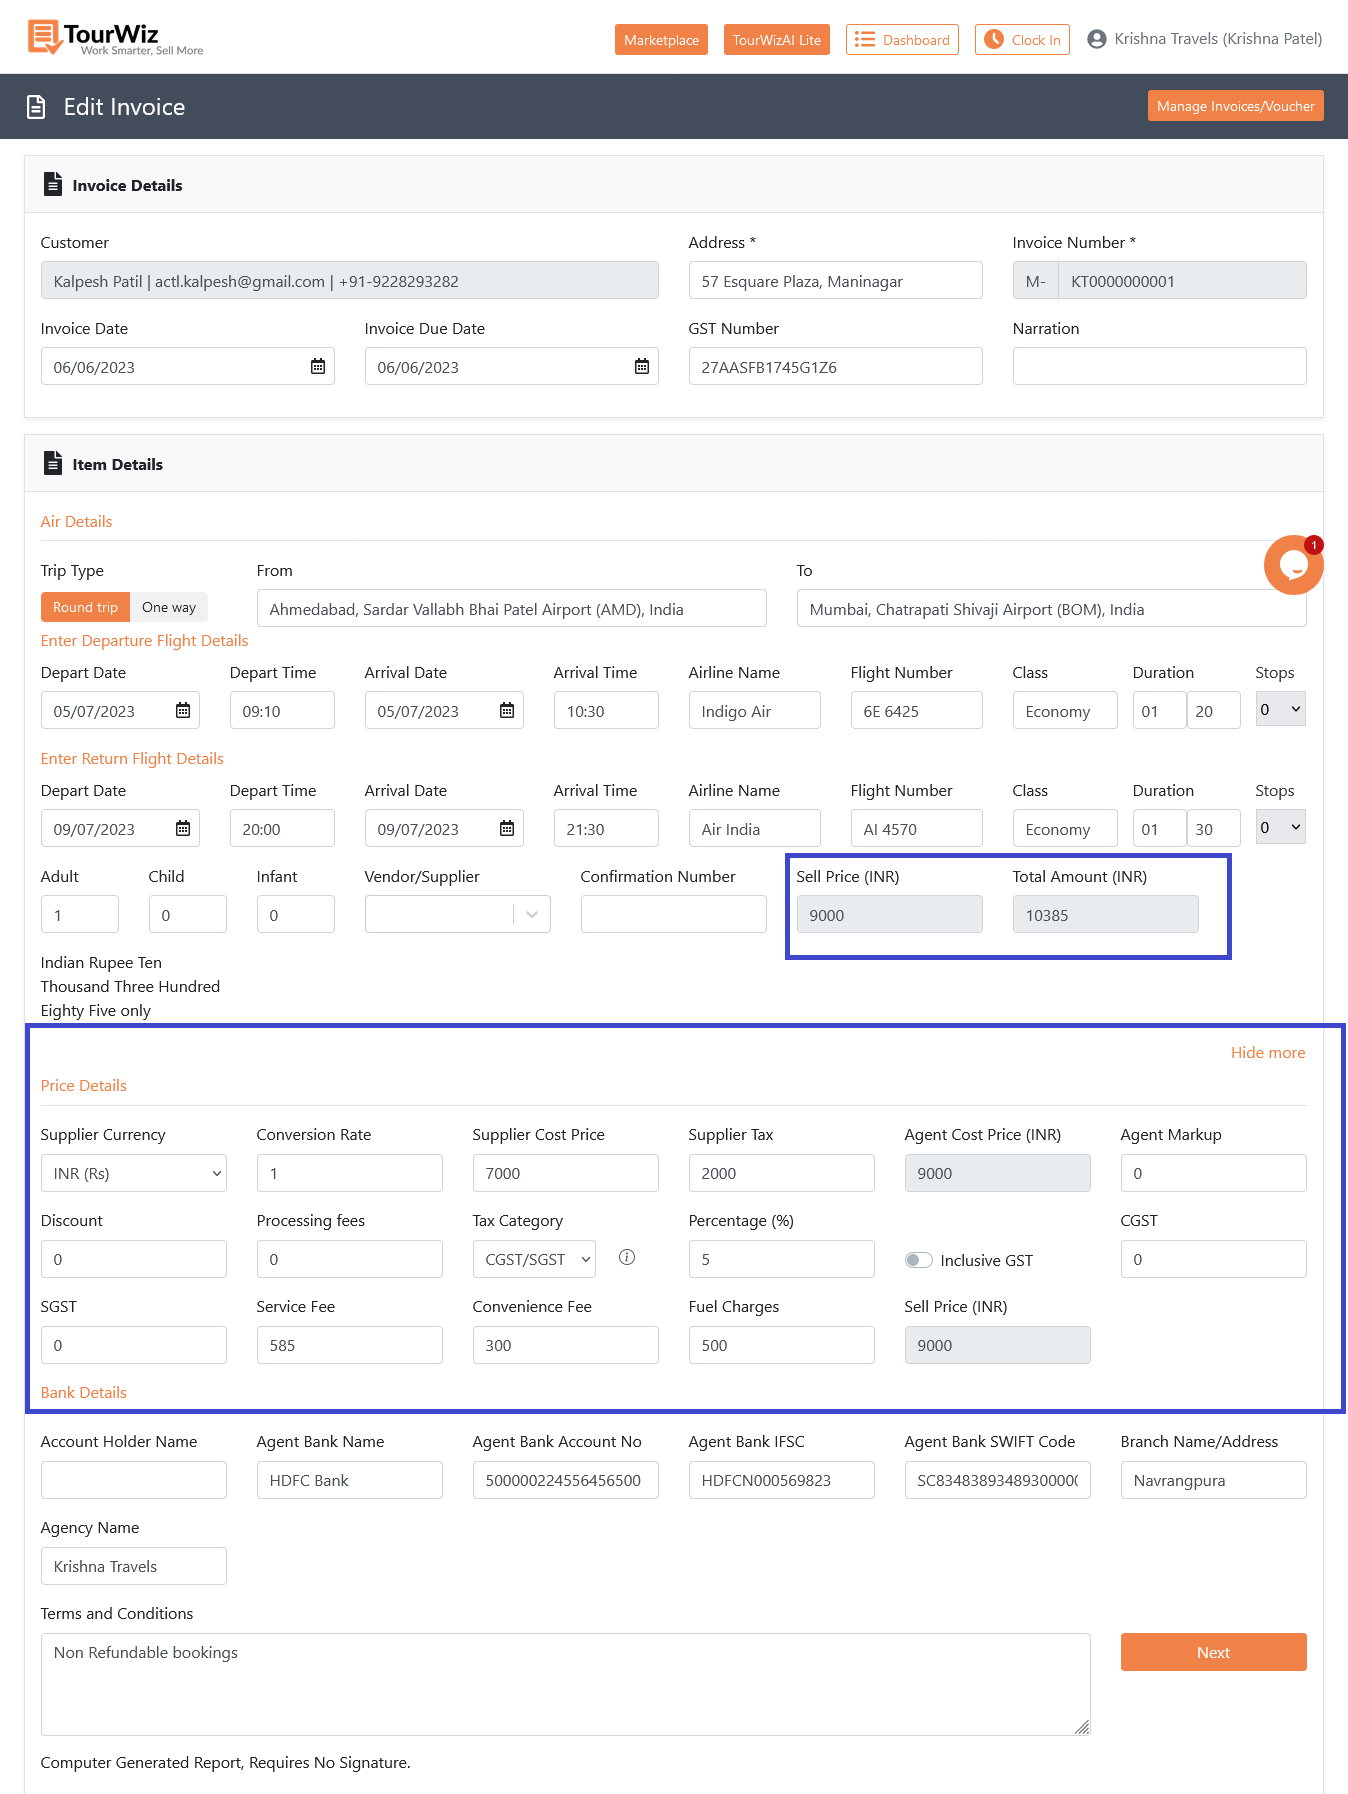 TourWiz
Work Smarter, Sell More
Marketplace
TourWizAI Lite
Dashboard
Clock In
Krishna Travels (Krishna Patel)
Edit Invoice
Manage Invoices/Voucher
Invoice Details
Customer
Address *
Invoice Number *
Kalpesh Patil | actl.kalpesh@gmail.com | +91-9228293282
57 Esquare Plaza, Maninagar
M- KT0000000001
Invoice Date
Invoice Due Date
GST Number
Narration
06/06/2023
06/06/2023
27AASFB1745G1Z6
Item Details
Air Details
1
Trip Type
From
To
Round trip
One way
Ahmedabad, Sardar Vallabh Bhai Patel Airport (AMD), India
Mumbai, Chatrapati Shivaji Airport (BOM), India
Enter Departure Flight Details
Depart Date
Depart Time
Arrival Date
Arrival Time
Airline Name
Flight Number
Class
Duration
Stops
05/07/2023
09:10
05/07/2023
10:30
Indigo Air
6E 6425
Economy
01
20
0
Enter Return Flight Details
Depart Date
Depart Time
Arrival Date
Arrival Time
Airline Name
Flight Number
Class
Duration
Stops
09/07/2023
20:00
09/07/2023
21:30
Air India
AI 4570
Economy
01
30
0
Adult
Child
Infant
Vendor/Supplier
Confirmation Number
Sell Price (INR)
Total Amount (INR)
1
0
0
9000
10385
Indian Rupee Ten
Thousand Three Hundred
Eighty Five only
Hide more
Price Details
Supplier Currency
Conversion Rate
Supplier Cost Price
Supplier Tax
Agent Cost Price (INR)
Agent Markup
INR (Rs)
1
7000
2000
9000
0
Discount
Processing fees
Tax Category
Percentage (%)
CGST
0
0
CGST/SGST
5
Inclusive GST
0
SGST
Service Fee
Convenience Fee
Fuel Charges
Sell Price (INR)
0
585
300
500
9000
Bank Details
Account Holder Name
Agent Bank Name
Agent Bank Account No
Agent Bank IFSC
Agent Bank SWIFT Code
Branch Name/Address
HDFC Bank
500000224556456500
HDFCN000569823
SC83483893489300000
Navrangpura
Agency Name
Krishna Travels
Terms and Conditions
Non Refundable bookings
Next
Computer Generated Report, Requires No Signature.